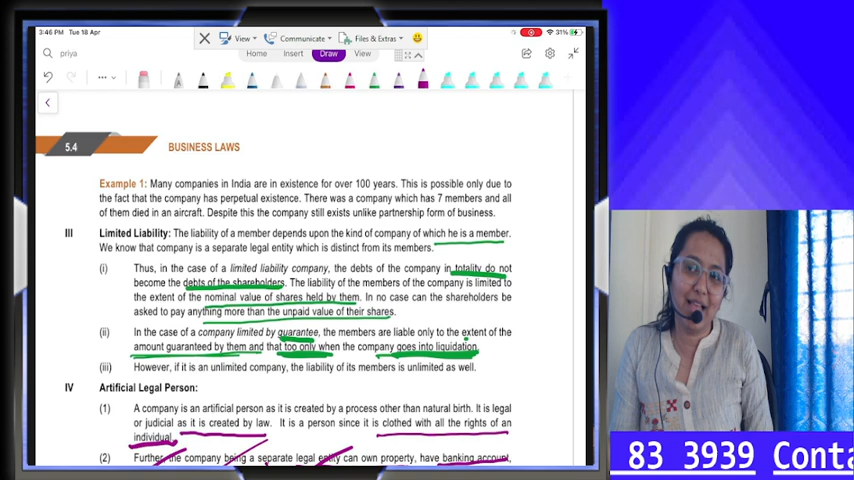 3:46 PM Tue 18 Apr
View
Communicate
Files & Extras
31%
priya
Home Insert Draw View
5.4 BUSINESS LAWS
Example 1: Many companies in India are in existence for over 100 years. This is possible only due to
the fact that the company has perpetual existence. There was a company which has 7 members and all
of them died in an aircraft. Despite this the company still exists unlike partnership form of business.
III Limited Liability: The liability of a member depends upon the kind of company of which he is a member.
We know that company is a separate legal entity which is distinct from its members.
(i) Thus, in the case of a limited liability company, the debts of the company in totality do not
become the debts of the shareholders. The liability of the members of the company is limited to
the extent of the nominal value of shares held by them. In no case can the shareholders be
asked to pay anything more than the unpaid value of their shares.
(ii) In the case of a company limited by guarantee, the members are liable only to the extent of the
amount guaranteed by them and that too only when the company goes into liquidation.
(iii) However, if it is an unlimited company, the liability of its members is unlimited as well.
IV Artificial Legal Person:
(1) A company is an artificial person as it is created by a process other than natural birth. It is legal
or judicial as it is created by law. It is a person since it is clothed with all the rights of an
individual.
(2) Further, the company being a separate legal entity can own property, have banking account,
83 3939 Conta